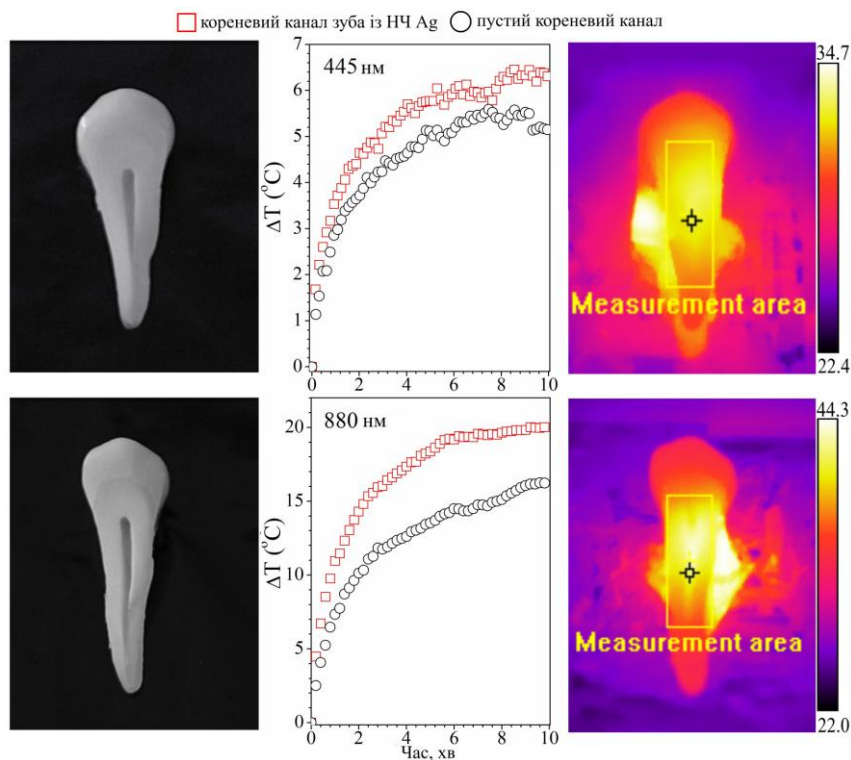 кореневий канал зуба із НЧ Ag пустий кореневий канал
445 нм
ΔT (°C)
7
6
5
4
3
2
1
0
0 2 4 6 8 10
Measurement area
34.7
22.4
880 нм
ΔT (°C)
20
15
10
5
0
0 2 4 6 8 10
Час, хв
Measurement area
44.3
22.0